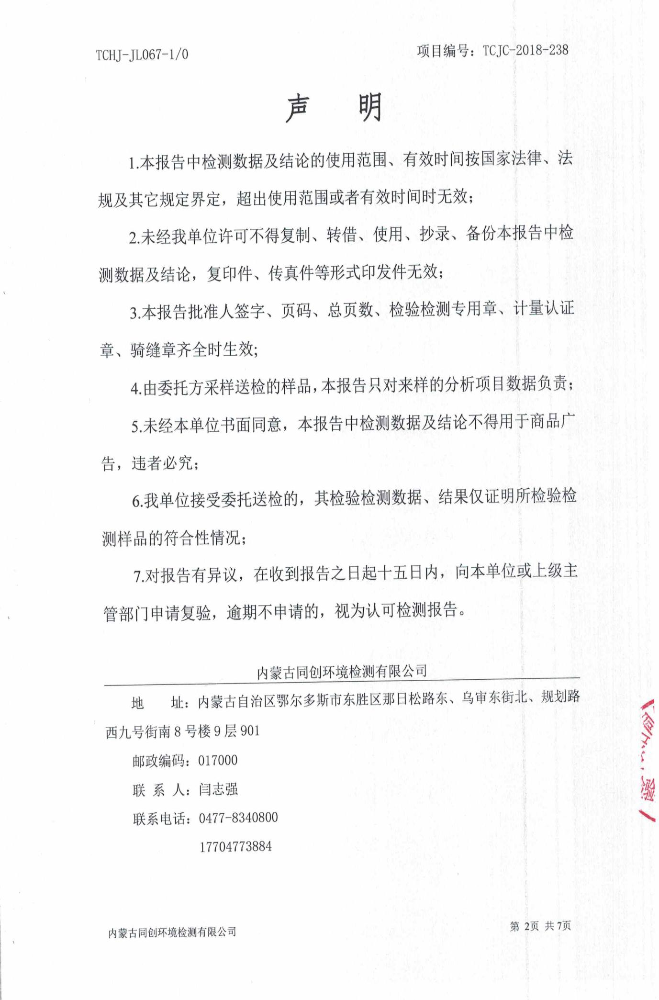 TCHJ-JL067-1/0
项目编号：TCJC-2018-238
声 明
1.本报告中检测数据及结论的使用范围、有效时间按国家法律、法
规及其它规定界定，超出使用范围或者有效时间时无效；
2.未经我单位许可不得复制、转借、使用、抄录、备份本报告中检
测数据及结论，复印件、传真件等形式印发件无效；
3.本报告批准人签字、页码、总页数、检验检测专用章、计量认证
章、骑缝章齐全时生效;
4.由委托方采样送检的样品,本报告只对来样的分析项目数据负责；
5.未经本单位书面同意，本报告中检测数据及结论不得用于商品广
告，违者必究；
6.我单位接受委托送检的，其检验检测数据、结果仅证明所检验检
测样品的符合性情况；
7.对报告有异议，在收到报告之日起十五日内，向本单位或上级主
管部门申请复验，逾期不申请的，视为认可检测报告。
内蒙古同创环境检测有限公司
地 址：内蒙古自治区鄂尔多斯市东胜区那日松路东、乌审东街北、规划路
西九号街南 8 号楼 9 层 901
邮政编码：017000
联 系 人：闫志强
联系电话：0477-8340800
17704773884
内蒙古同创环境检测有限公司
第 2页 共 7页
验